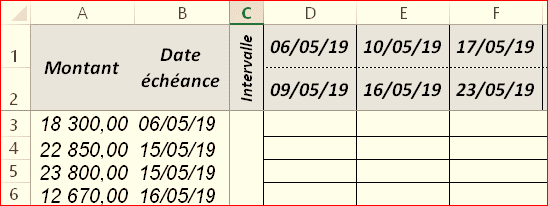 A B C D E F
1 Montant Date échéance Intervalle 06/05/19 10/05/19 17/05/19
2 09/05/19 16/05/19 23/05/19
3 18 300,00 06/05/19
4 22 850,00 15/05/19
5 23 800,00 15/05/19
6 12 670,00 16/05/19